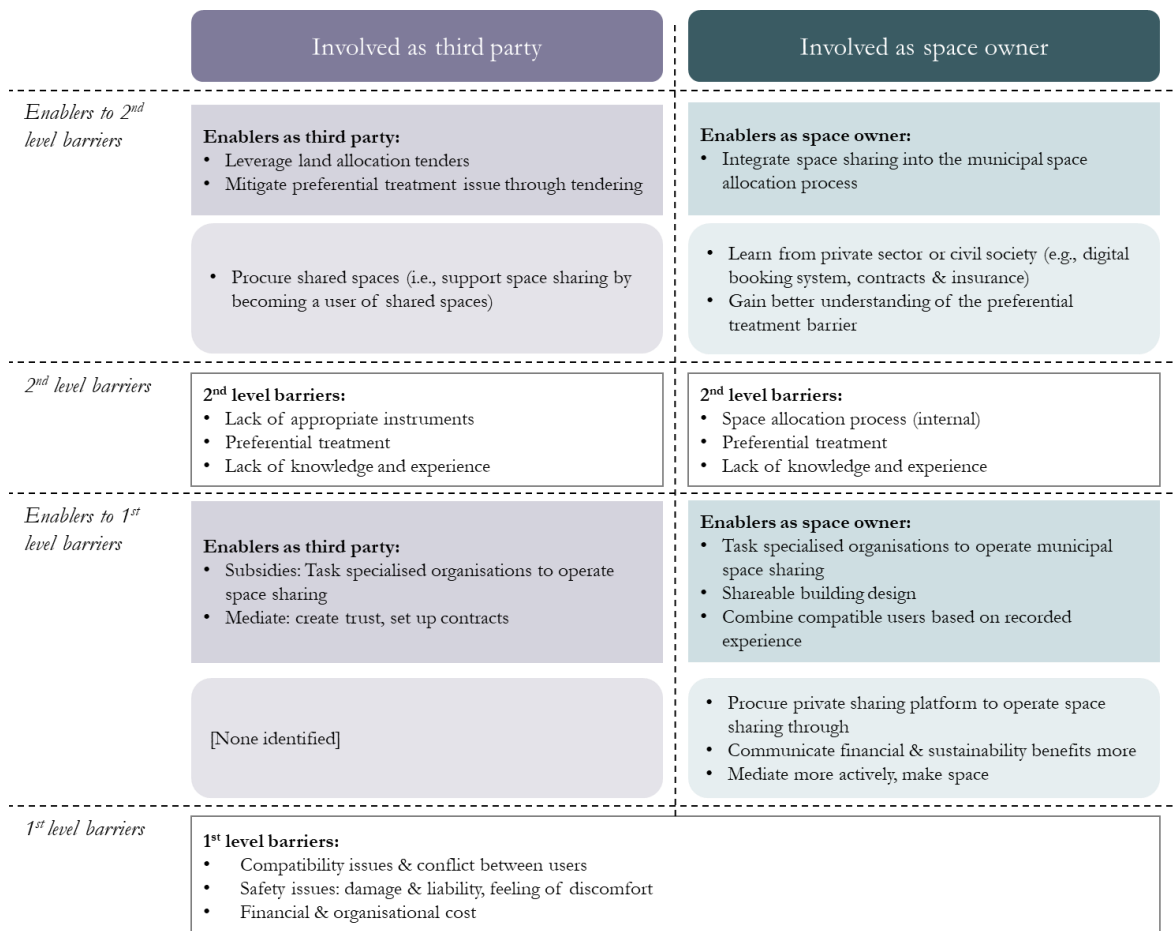 Involved as third party
Involved as space owner
Enablers to 2nd
level barriers
Enablers as third party:
• Leverage land allocation tenders
• Mitigate preferential treatment issue through tendering
Enablers as space owner:
• Integrate space sharing into the municipal space
allocation process
• Procure shared spaces (i.e., support space sharing by
becoming a user of shared spaces)
• Learn from private sector or civil society (e.g., digital
booking system, contracts & insurance)
• Gain better understanding of the preferential
treatment barrier
2nd level barriers
2nd level barriers:
• Lack of appropriate instruments
• Preferential treatment
• Lack of knowledge and experience
2nd level barriers:
• Space allocation process (internal)
• Preferential treatment
• Lack of knowledge and experience
Enablers to 1st
level barriers
Enablers as third party:
• Subsidies: Task specialised organisations to operate
space sharing
• Mediate: create trust, set up contracts
Enablers as space owner:
• Task specialised organisations to operate municipal
space sharing
• Shareable building design
• Combine compatible users based on recorded
experience
[None identified]
• Procure private sharing platform to operate space
sharing through
• Communicate financial & sustainability benefits more
• Mediate more actively, make space
1st level barriers
1st level barriers:
• Compatibility issues & conflict between users
• Safety issues: damage & liability, feeling of discomfort
• Financial & organisational cost